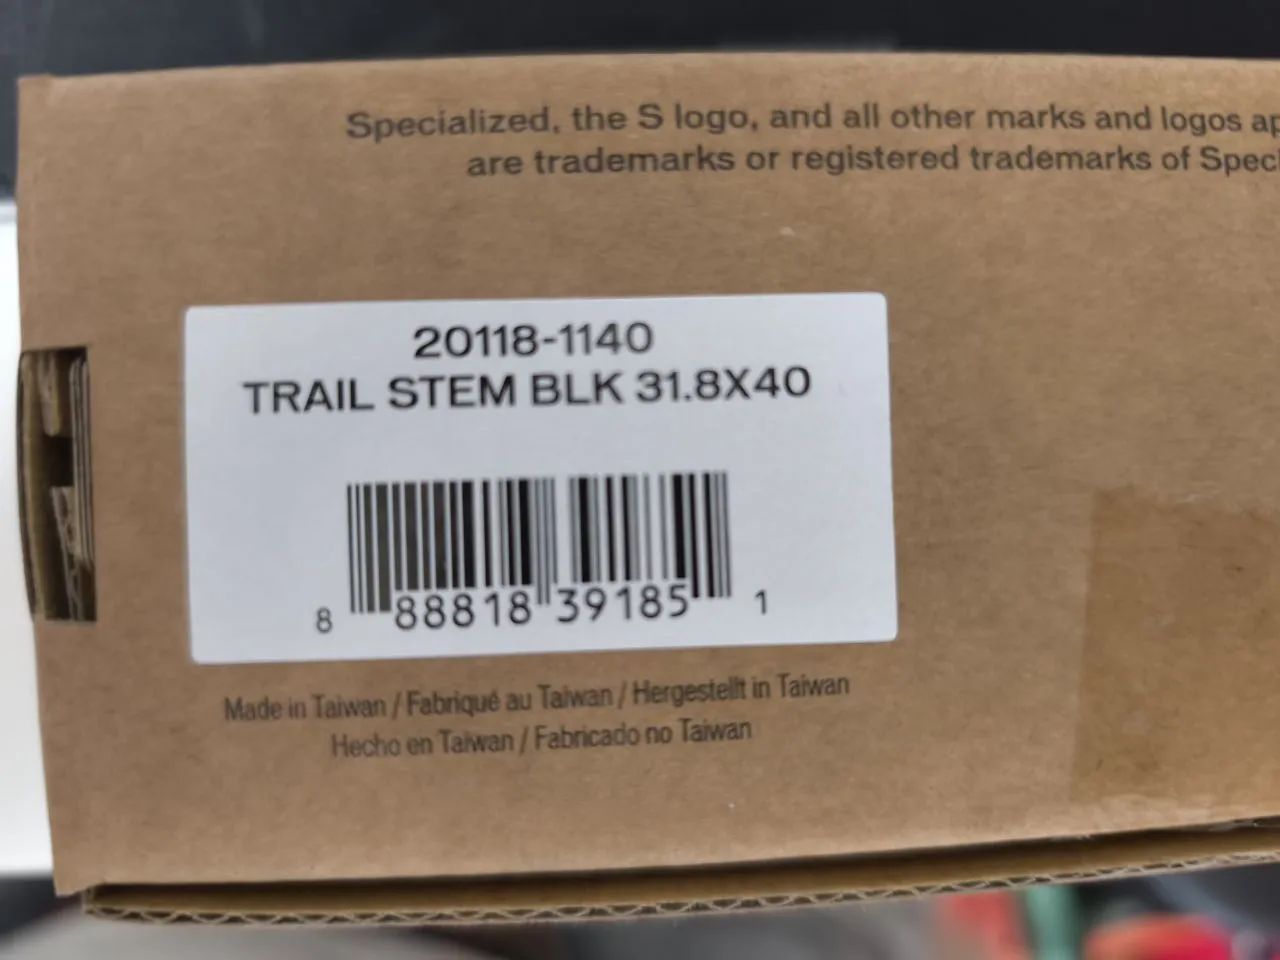 Specialized, the S logo, and all other marks and logos
are trademarks or registered trademarks of
20118-1140
TRAIL STEM BLK 31.8X40
8 88818 39185 1
Made in Taiwan / Fabriqué au Taiwan / Hergestellt in Taiwan
Hecho en Taiwan / Fabricado no Taiwan